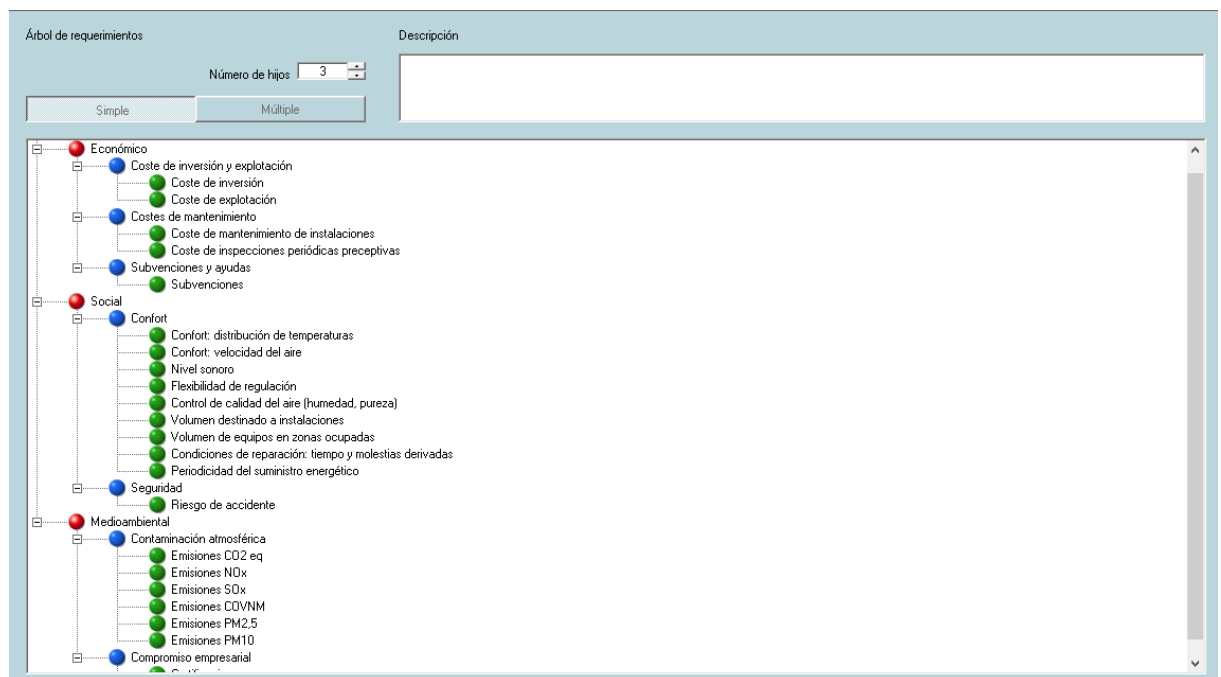 Árbol de requerimientos
Descripción
Número de hijos 3
Simple Múltiple
Económico
Coste de inversión y explotación
Coste de inversión
Coste de explotación
Costes de mantenimiento
Coste de mantenimiento de instalaciones
Coste de inspecciones periódicas preceptivas
Subvenciones y ayudas
Subvenciones
Social
Confort
Confort: distribución de temperaturas
Confort: velocidad del aire
Nivel sonoro
Flexibilidad de regulación
Control de calidad del aire (humedad, pureza)
Volumen destinado a instalaciones
Volumen de equipos en zonas ocupadas
Condiciones de reparación: tiempo y molestias derivadas
Periodicidad del suministro energético
Seguridad
Riesgo de accidente
Medioambiental
Contaminación atmosférica
Emisiones CO2 eq
Emisiones NOx
Emisiones SOx
Emisiones COVNM
Emisiones PM2,5
Emisiones PM10
Compromiso empresarial